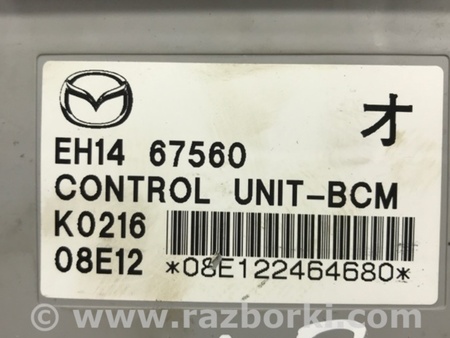 オ
EH14 67560
CONTROL UNIT-BCM
K0216
08E12 *08E122464680*
www.razborki.com